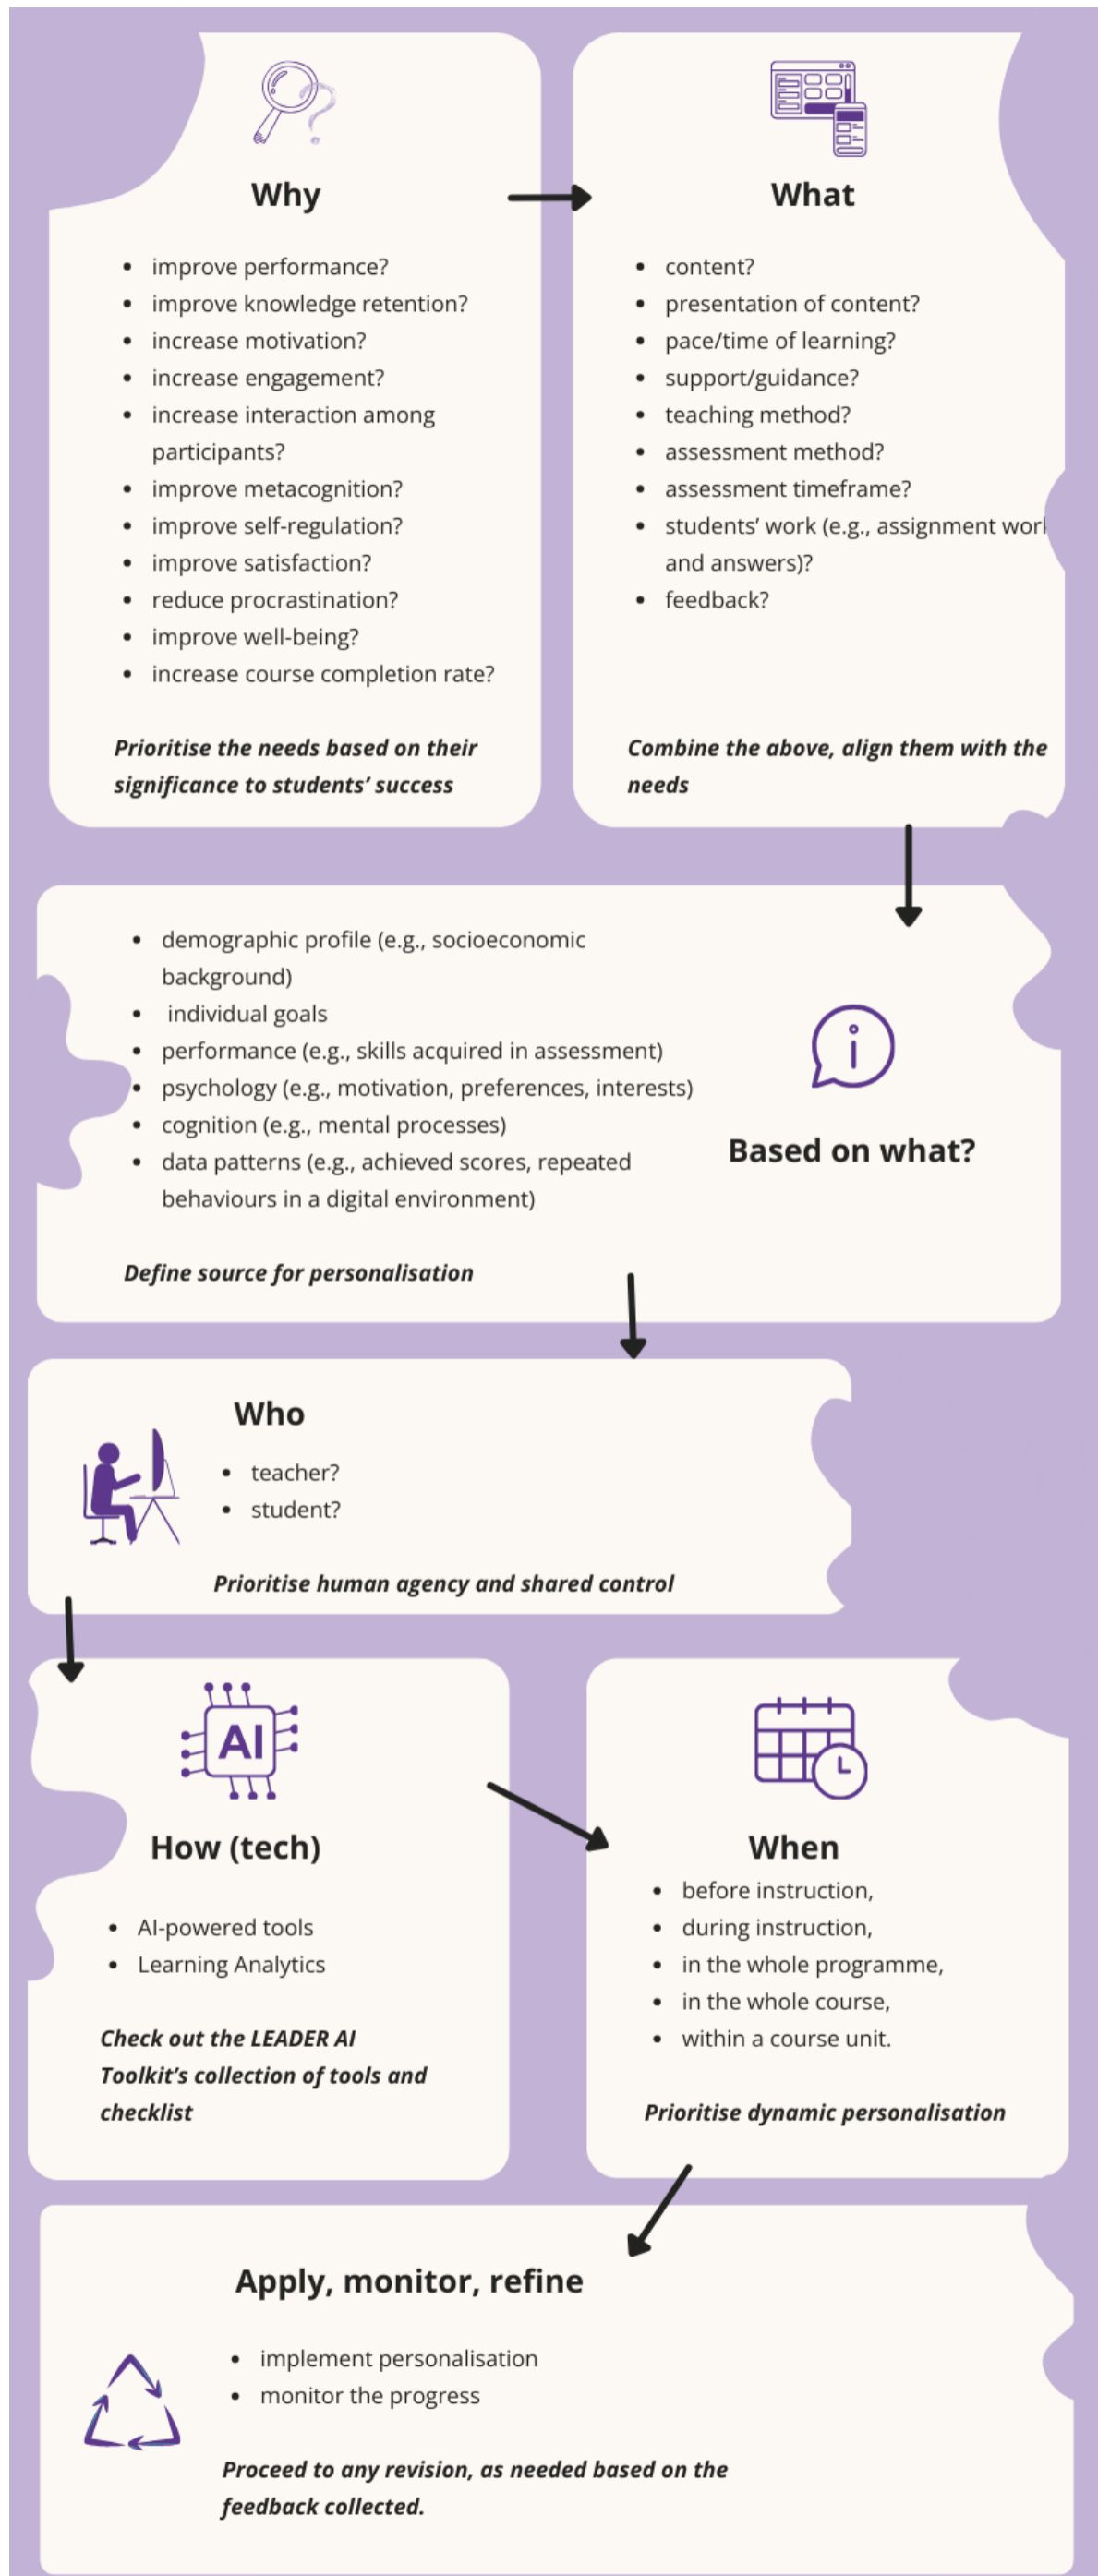 Why
• improve performance?
• improve knowledge retention?
• increase motivation?
• increase engagement?
• increase interaction among
participants?
• improve metacognition?
• improve self-regulation?
• improve satisfaction?
• reduce procrastination?
• improve well-being?
• increase course completion rate?
Prioritise the needs based on their
significance to students’ success
What
• content?
• presentation of content?
• pace/time of learning?
• support/guidance?
• teaching method?
• assessment method?
• assessment timeframe?
• students’ work (e.g., assignment work
and answers)?
• feedback?
Combine the above, align them with the
needs
• demographic profile (e.g., socioeconomic
background)
• individual goals
• performance (e.g., skills acquired in assessment)
• psychology (e.g., motivation, preferences, interests)
• cognition (e.g., mental processes)
• data patterns (e.g., achieved scores, repeated
behaviours in a digital environment)
Define source for personalisation
Based on what?
Who
• teacher?
• student?
Prioritise human agency and shared control
AI
How (tech)
• AI-powered tools
• Learning Analytics
Check out the LEADER AI
Toolkit’s collection of tools and
checklist
When
• before instruction,
• during instruction,
• in the whole programme,
• in the whole course,
• within a course unit.
Prioritise dynamic personalisation
Apply, monitor, refine
• implement personalisation
• monitor the progress
Proceed to any revision, as needed based on the
feedback collected.